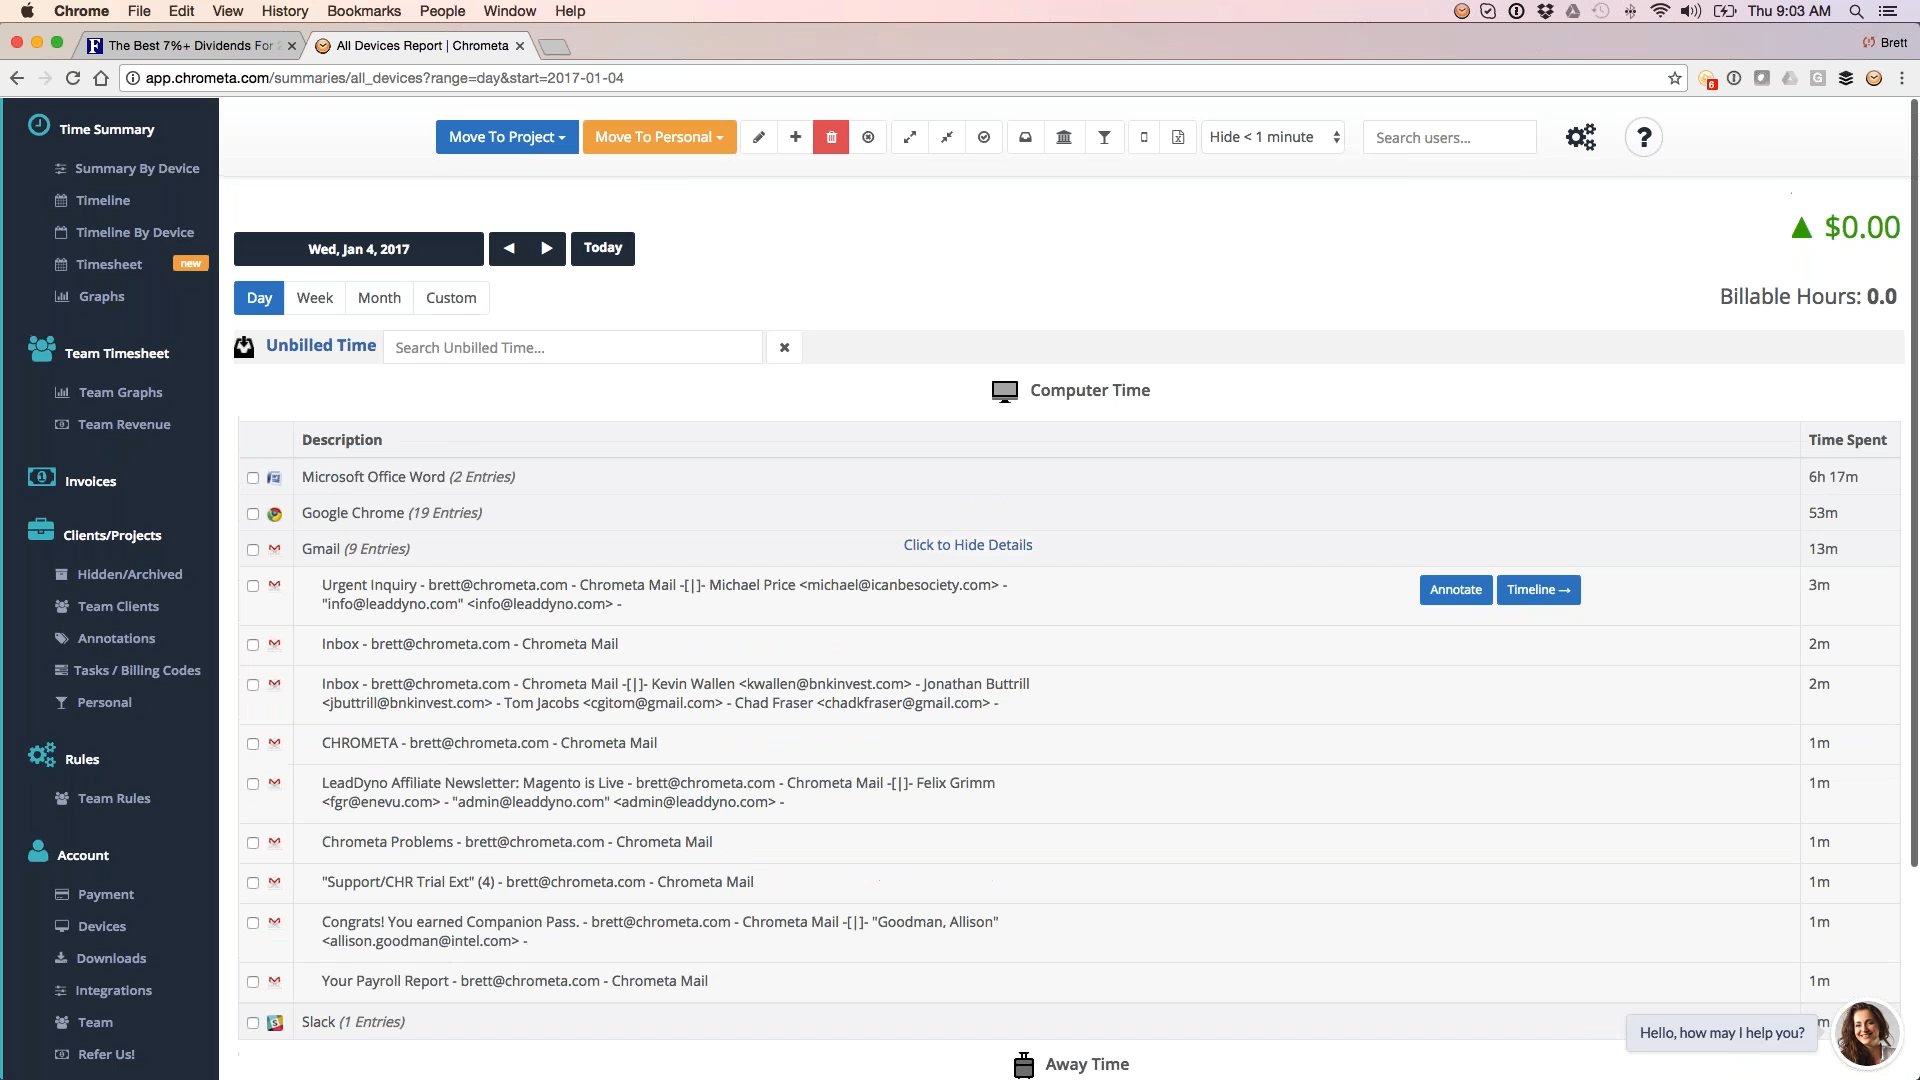 Chrome File Edit View History Bookmarks People Window Help Thu 9:03 AM
The Best 7%+ Dividends For All Devices Report | Chrometa Brett
app.chrometa.com/summaries/all_devices?range=day&start=2017-01-04 6
Time Summary
Summary By Device
Timeline
Timeline By Device
Timesheet new
Graphs
Team Timesheet
Team Graphs
Team Revenue
Invoices
Clients/Projects
Hidden/Archived
Team Clients
Annotations
Tasks / Billing Codes
Personal
Rules
Team Rules
Account
Payment
Devices
Downloads
Integrations
Team
Refer Us!
Move To Project Move To Personal Hide < 1 minute Search users... ?
$0.00
Wed, Jan 4, 2017 Today
Day Week Month Custom
Billable Hours: 0.0
Unbilled Time Search Unbilled Time...
Computer Time
Description Time Spent
Microsoft Office Word (2 Entries) 6h 17m
Google Chrome (19 Entries) 53m
Gmail (9 Entries) Click to Hide Details 13m
Urgent Inquiry - brett@chrometa.com - Chrometa Mail -[|]- Michael Price <michael@icanbesociety.com> - Annotate Timeline → 3m
"info@leaddyno.com" <info@leaddyno.com> -
Inbox - brett@chrometa.com - Chrometa Mail 2m
Inbox - brett@chrometa.com - Chrometa Mail -[|]- Kevin Wallen <kwallen@bnkinvest.com> - Jonathan Buttrill 2m
<jbuttrill@bnkinvest.com> - Tom Jacobs <cgitom@gmail.com> - Chad Fraser <chadkfraser@gmail.com> -
CHROMETA - brett@chrometa.com - Chrometa Mail 1m
LeadDyno Affiliate Newsletter: Magento is Live - brett@chrometa.com - Chrometa Mail -[|]- Felix Grimm 1m
<fgr@enevu.com> - "admin@leaddyno.com" <admin@leaddyno.com> -
Chrometa Problems - brett@chrometa.com - Chrometa Mail 1m
"Support/CHR Trial Ext" (4) - brett@chrometa.com - Chrometa Mail 1m
Congrats! You earned Companion Pass. - brett@chrometa.com - Chrometa Mail -[|]- "Goodman, Allison" 1m
<allison.goodman@intel.com> -
Your Payroll Report - brett@chrometa.com - Chrometa Mail 1m
Slack (1 Entries) m
Hello, how may I help you?
Away Time